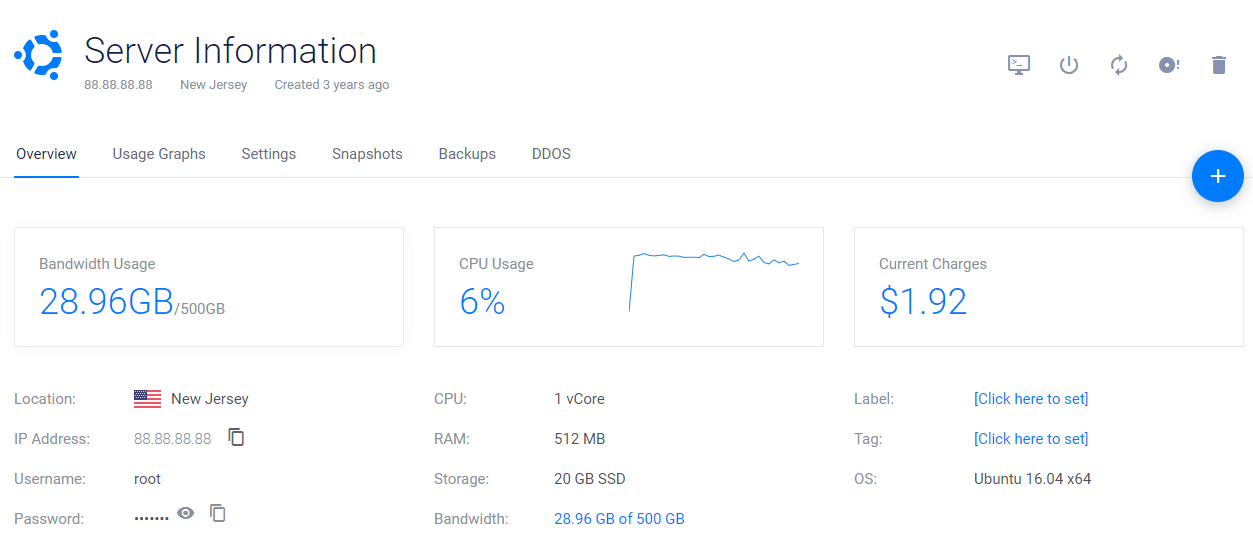 Server Information
88.88.88.88 New Jersey Created 3 years ago
Overview Usage Graphs Settings Snapshots Backups DDOS
Bandwidth Usage
28.96GB/500GB
CPU Usage
6%
Current Charges
$1.92
Location: New Jersey
IP Address: 88.88.88.88
Username: root
Password: •••••••
CPU: 1 vCore
RAM: 512 MB
Storage: 20 GB SSD
Bandwidth: 28.96 GB of 500 GB
Label: [Click here to set]
Tag: [Click here to set]
OS: Ubuntu 16.04 x64